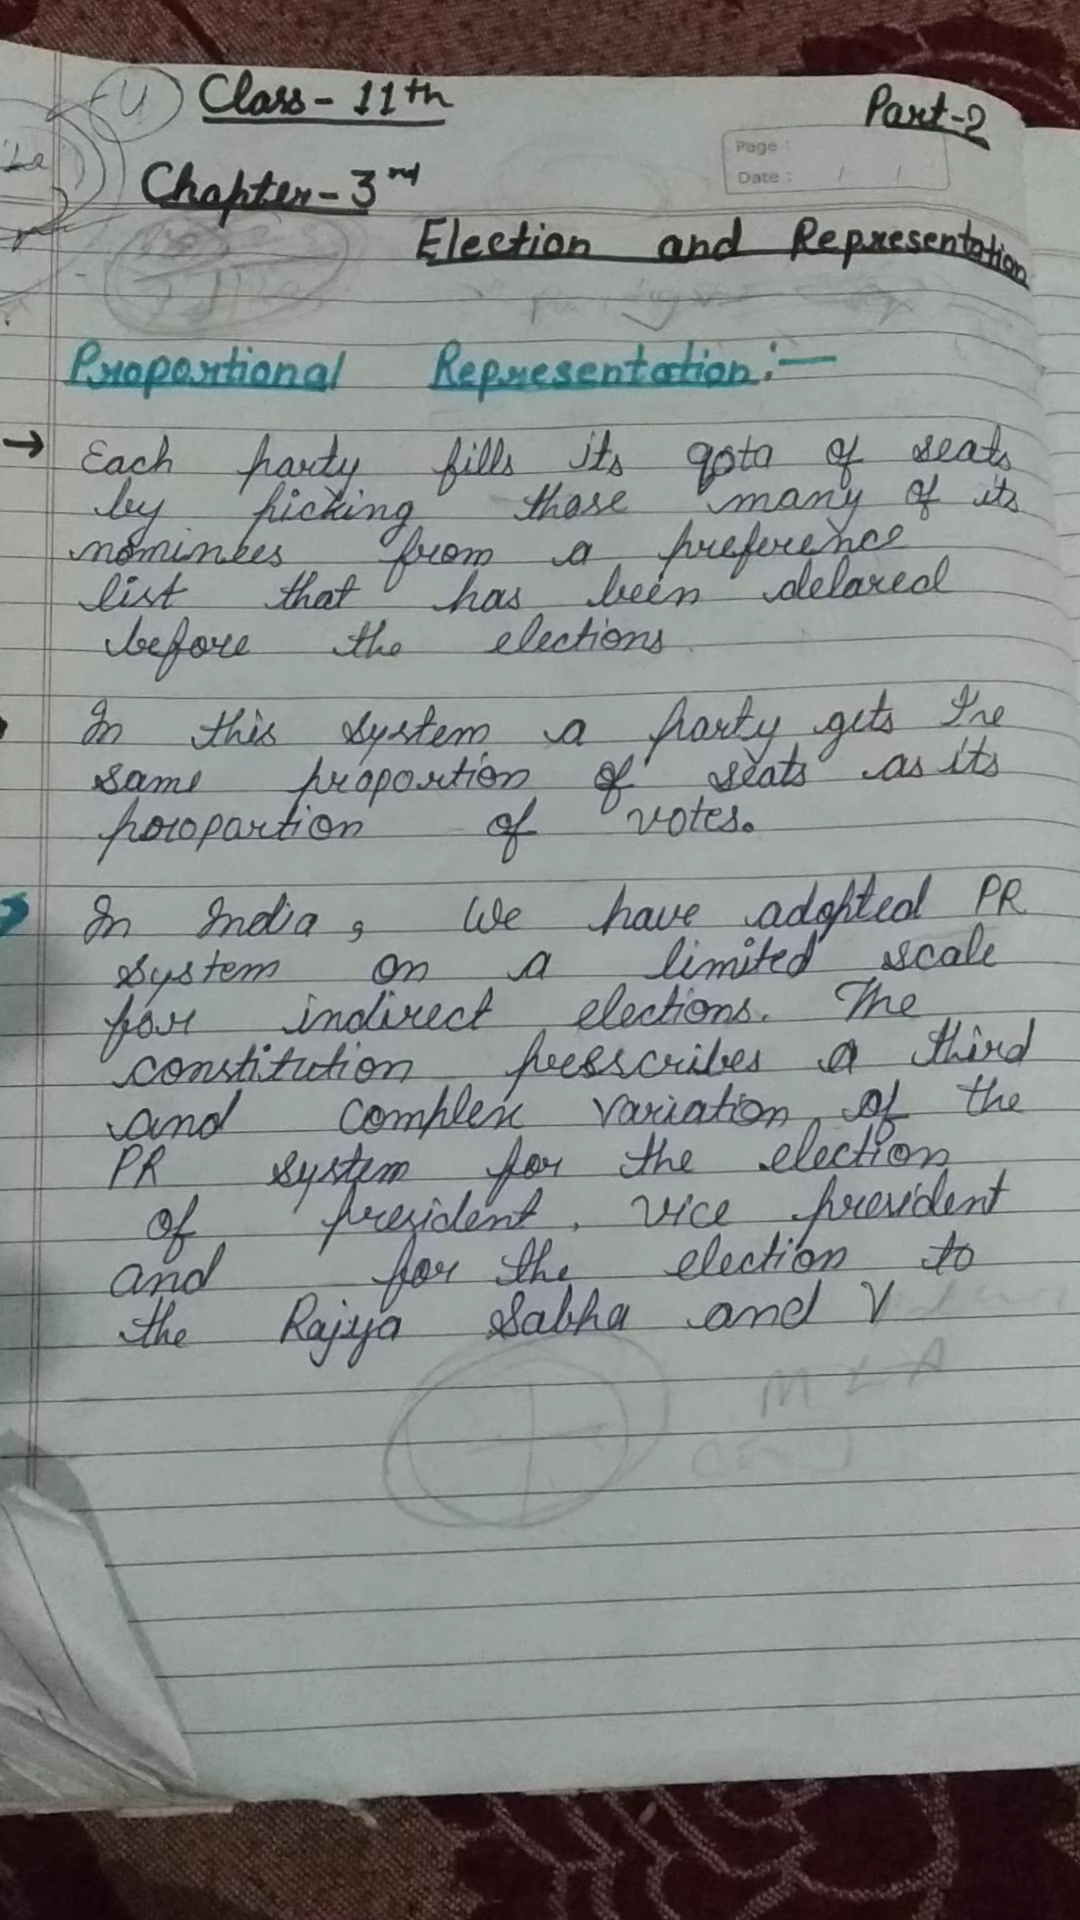 Class - 11th
Part-2
Page :
Date : / /
Chapter - 3rd
Election and Representation
Proportional Representation :—
→ Each party fills its qota of seats
by picking those many of its
nominees from a preference
list that has been delared
before the elections.
In this system a party gets the
same proportion of seats as its
poropartion of votes.
In India, We have adopted PR
system on a limited scale
for indirect elections. The
constitution presscribes a third
and complex variation of the
PR system for the election
of president, vice president
and for the election to
the Rajya Sabha and V
MLA